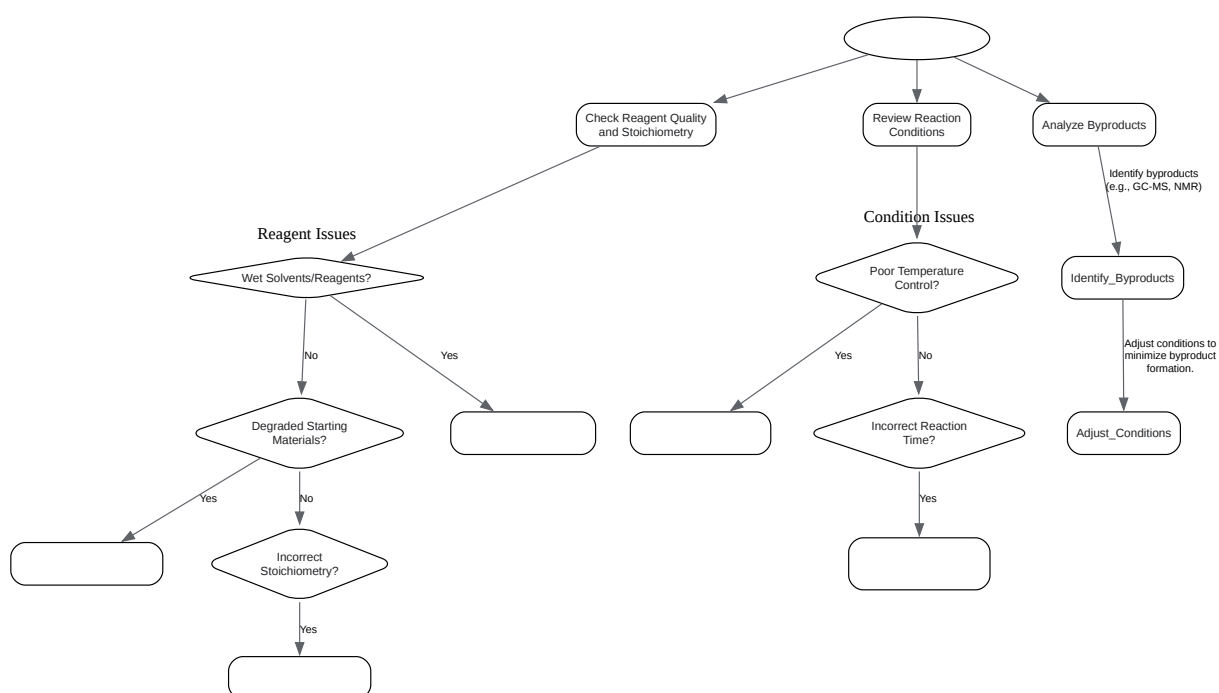 Check Reagent Quality
and Stoichiometry
Review Reaction
Conditions
Analyze Byproducts
Identify byproducts
(e.g., GC-MS, NMR)
Reagent Issues
Condition Issues
Wet Solvents/Reagents?
Poor Temperature
Control?
Identify_Byproducts
No
Yes
Yes
No
Adjust conditions to
minimize byproduct
formation.
Degraded Starting
Materials?
Incorrect Reaction
Time?
Adjust_Conditions
Yes
No
Yes
Incorrect
Stoichiometry?
Yes